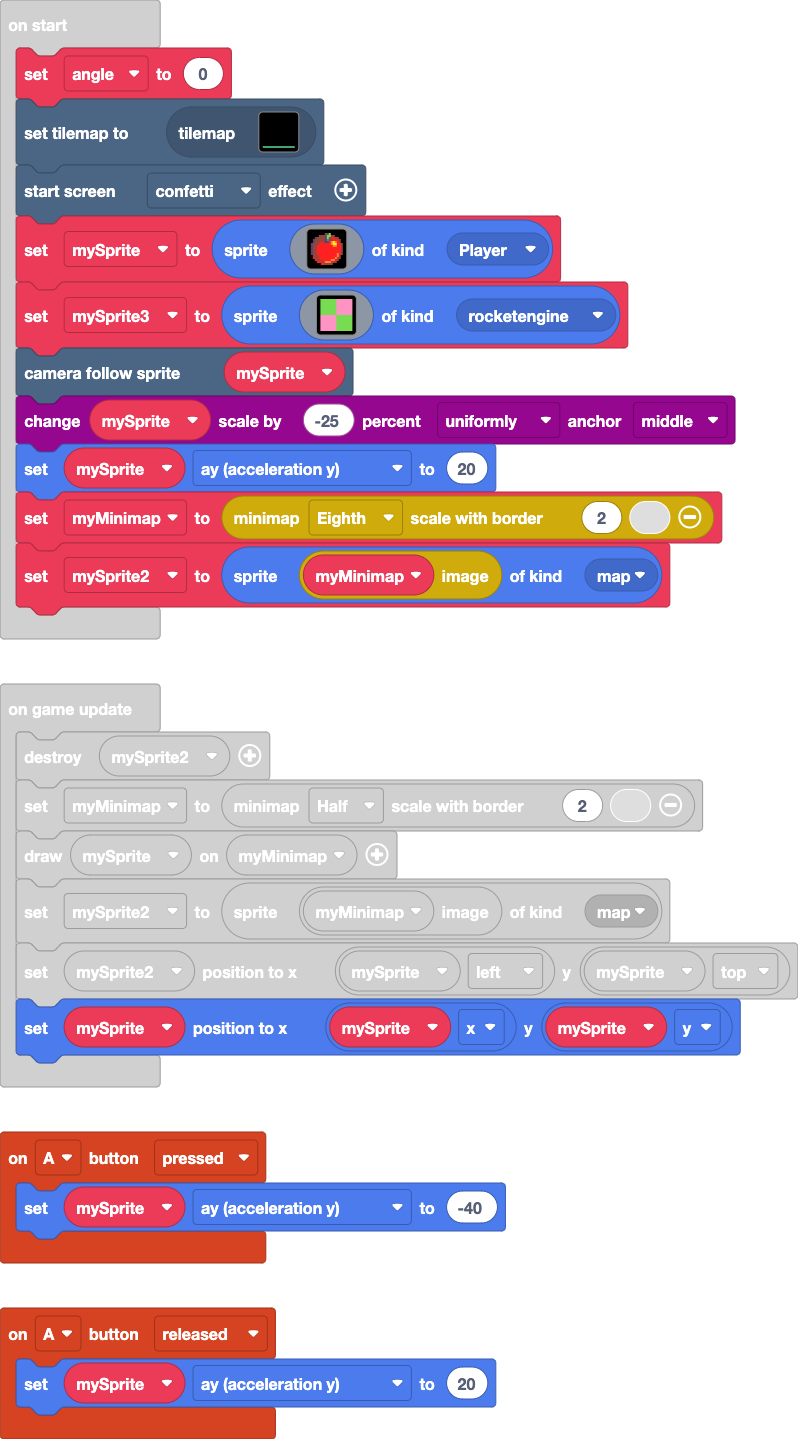 on start
set angle to 0
set tilemap to tilemap
start screen confetti effect
set mySprite to sprite of kind Player
set mySprite3 to sprite of kind rocketengine
camera follow sprite mySprite
change mySprite scale by -25 percent uniformly anchor middle
set mySprite ay (acceleration y) to 20
set myMinimap to minimap Eighth scale with border 2
set mySprite2 to sprite myMinimap image of kind map
on game update
destroy mySprite2
set myMinimap to minimap Half scale with border 2
draw mySprite on myMinimap
set mySprite2 to sprite myMinimap image of kind map
set mySprite2 position to x mySprite left y mySprite top
set mySprite position to x mySprite x y mySprite y
on A button pressed
set mySprite ay (acceleration y) to -40
on A button released
set mySprite ay (acceleration y) to 20